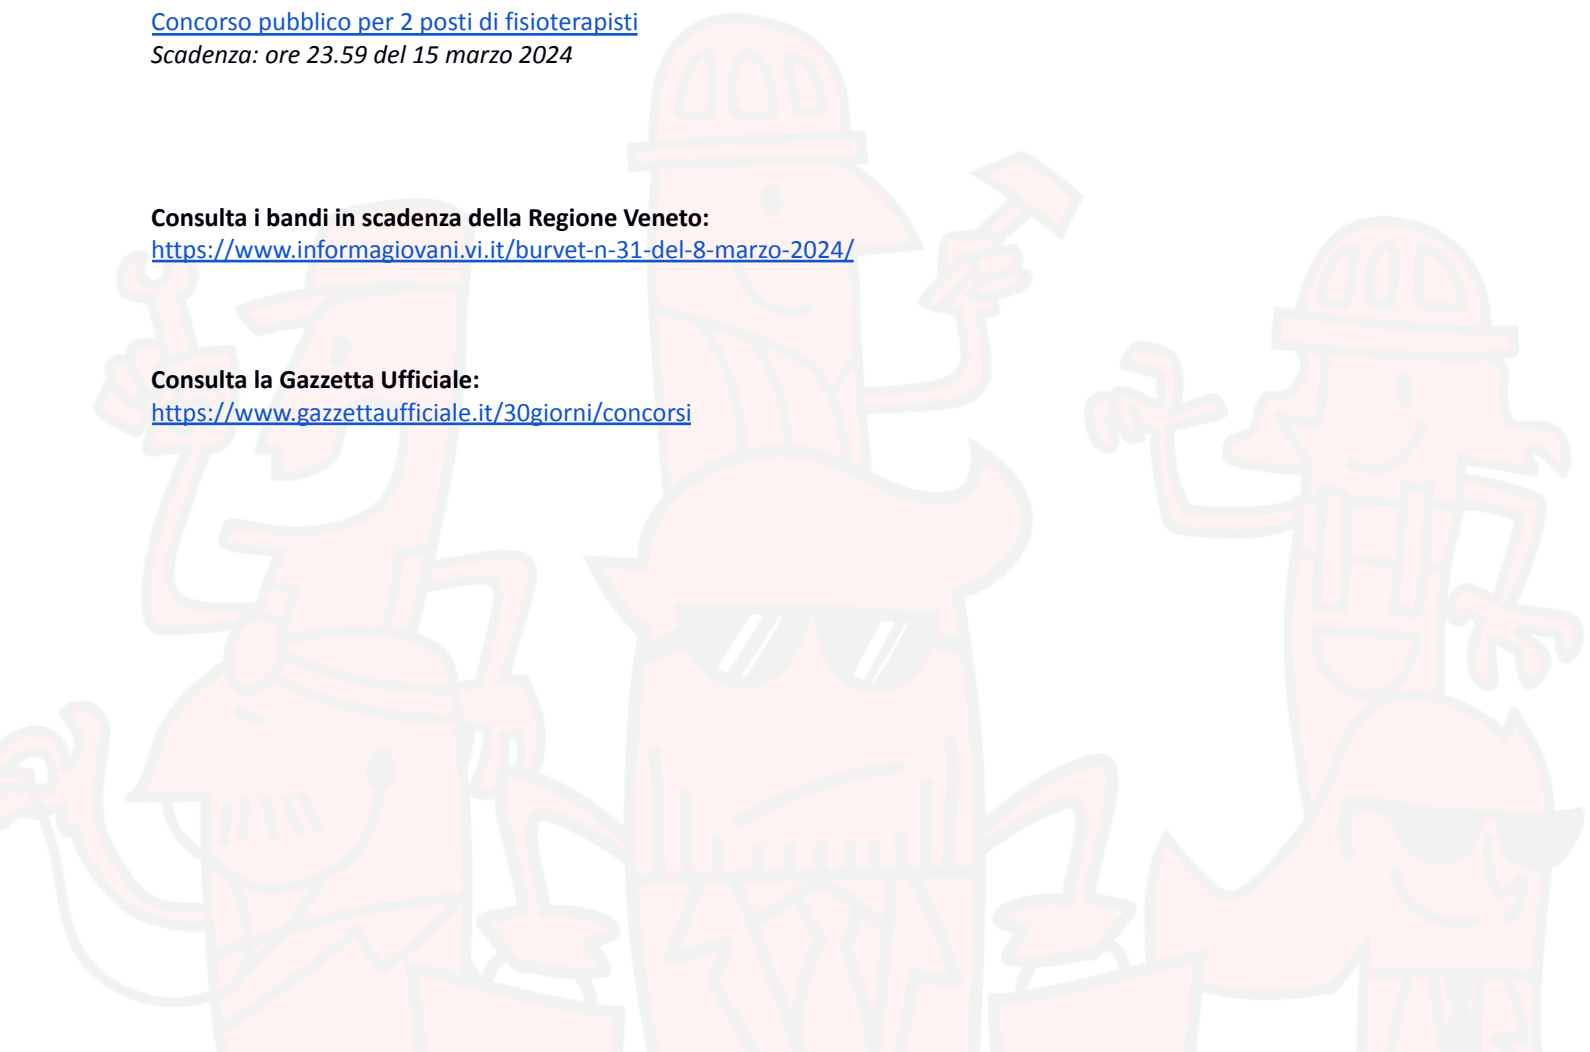 Concorso pubblico per 2 posti di fisioterapisti
Scadenza: ore 23.59 del 15 marzo 2024
Consulta i bandi in scadenza della Regione Veneto:
https://www.informagiovani.vi.it/burvet-n-31-del-8-marzo-2024/
Consulta la Gazzetta Ufficiale:
https://www.gazzettaufficiale.it/30giorni/concorsi